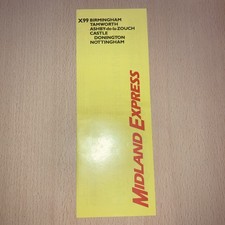 X99 BIRMINGHAM
TAMWORTH
ASHBY-de-la-ZOUCH
CASTLE
DONINGTON
NOTTINGHAM
MIDLAND EXPRESS